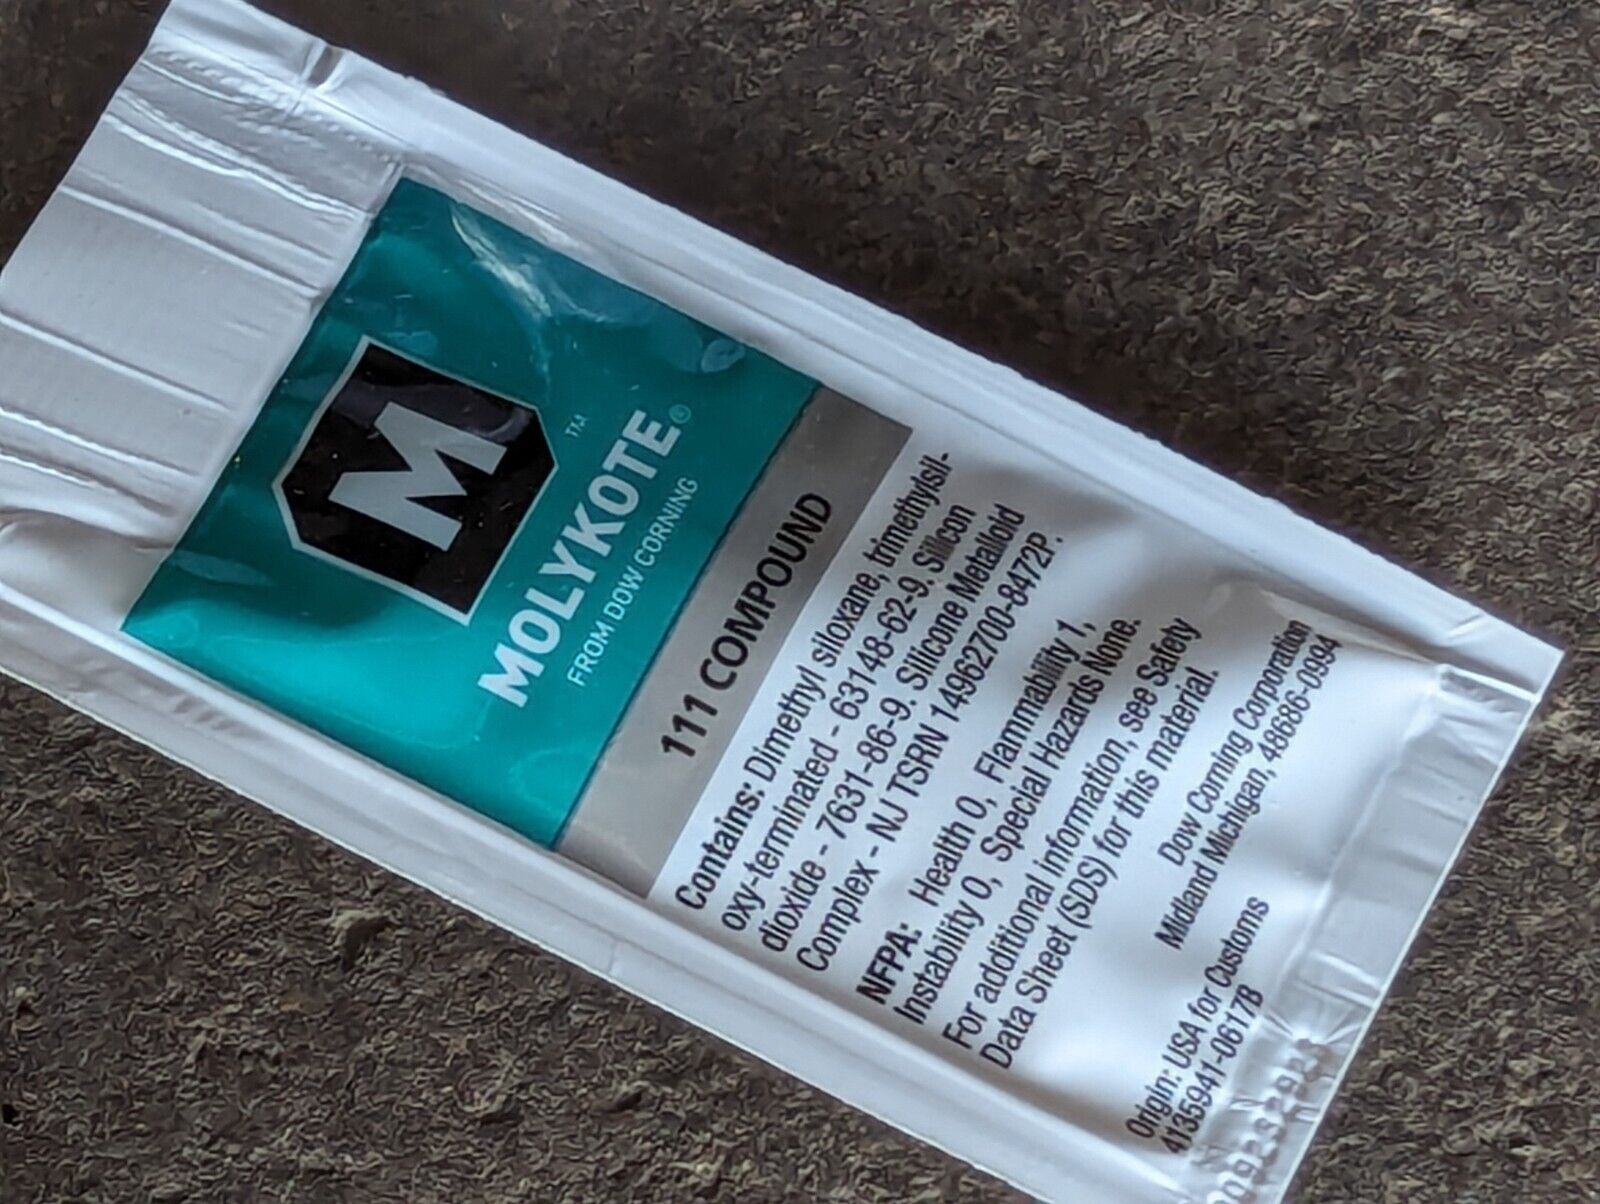 M
TM
MOLYKOTE®
FROM DOW CORNING
111 COMPOUND
Contains: Dimethyl siloxane, trimethylsil-
oxy-terminated - 63148-62-9. Silicon
dioxide - 7631-86-9. Silicone Metalloid
Complex - NJ TSRN 14962700-8472P.
NFPA: Health 0, Flammability 1,
Instability 0, Special Hazards None.
For additional information, see Safety
Data Sheet (SDS) for this material.
Dow Corning Corporation
Midland Michigan, 48686-0994
Origin: USA for Customs
4135941-0617B